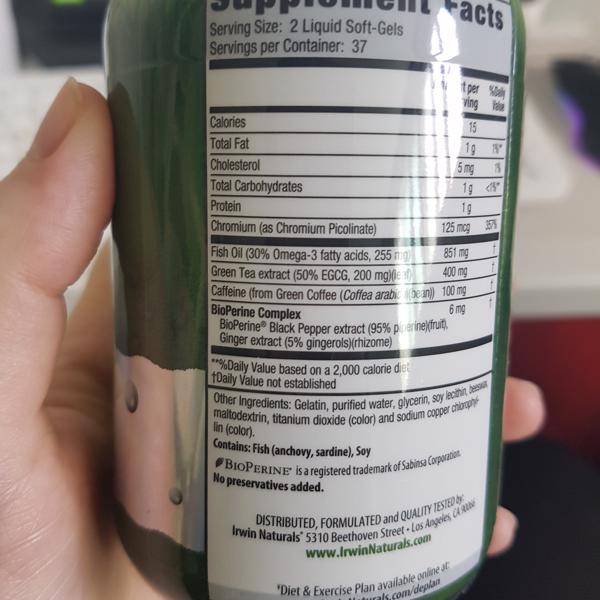 Supplement Facts
Serving Size: 2 Liquid Soft-Gels
Servings per Container: 37
per %Daily
Value
Calories 15
Total Fat 1 g 1%**
Cholesterol 5 mg 1%
Total Carbohydrates 1 g <1%**
Protein 1 g
Chromium (as Chromium Picolinate) 125 mcg 357%
Fish Oil (30% Omega-3 fatty acids, 255 mg) 851 mg †
Green Tea extract (50% EGCG, 200 mg)(leaf) 400 mg †
Caffeine (from Green Coffee (Coffea arabica)(bean)) 100 mg †
BioPerine Complex 6 mg †
BioPerine® Black Pepper extract (95% piperine)(fruit),
Ginger extract (5% gingerols)(rhizome)
**%Daily Value based on a 2,000 calorie diet
†Daily Value not established
Other Ingredients: Gelatin, purified water, glycerin, soy lecithin, beeswax,
maltodextrin, titanium dioxide (color) and sodium copper chlorophyl-
lin (color).
Contains: Fish (anchovy, sardine), Soy
BIOPERINE® is a registered trademark of Sabinsa Corporation.
No preservatives added.
DISTRIBUTED, FORMULATED and QUALITY TESTED by:
Irwin Naturals® 5310 Beethoven Street • Los Angeles, CA 90066
www.IrwinNaturals.com
*Diet & Exercise Plan available online at:
Naturals.com/deplan